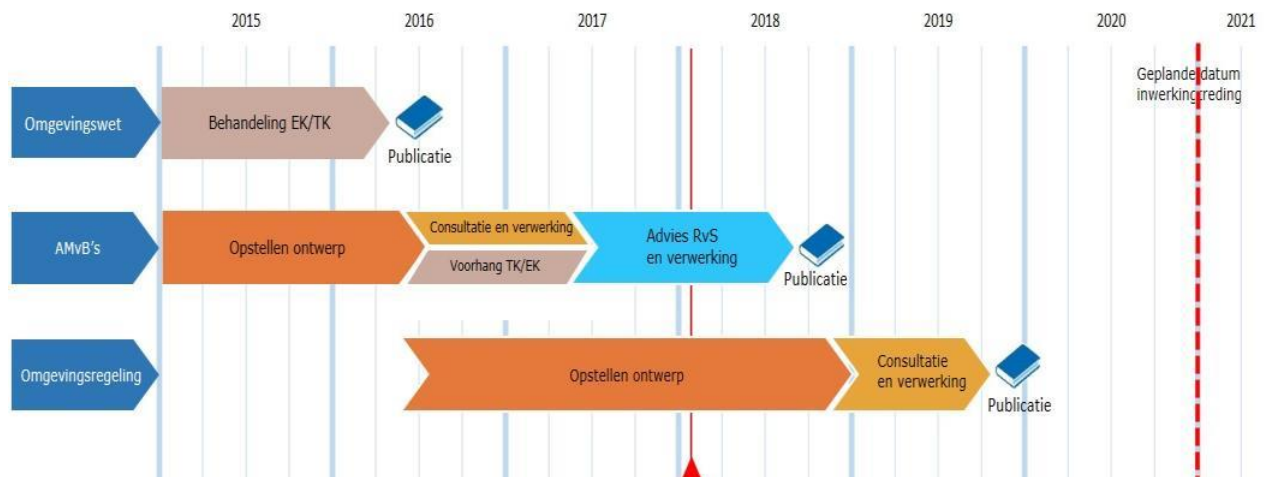 2015 2016 2017 2018 2019 2020 2021
Geplande datum
inwerkingtreding
Omgevingswet
Behandeling EK/TK
Publicatie
AMvB's
Opstellen ontwerp
Consultatie en verwerking
Voorhang TK/EK
Advies RvS
en verwerking
Publicatie
Omgevingsregeling
Opstellen ontwerp
Consultatie
en verwerking
Publicatie